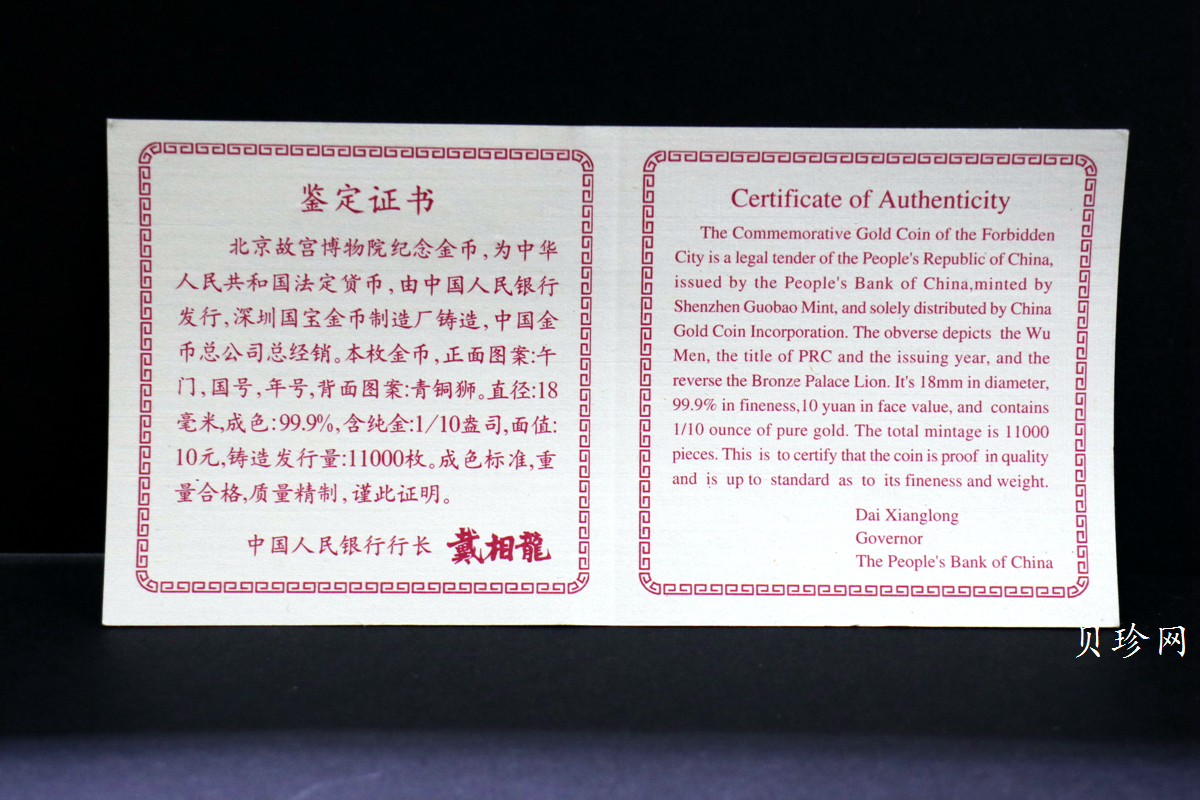 鉴定证书
北京故宫博物院纪念金币,为中华
人民共和国法定货币,由中国人民银行
发行,深圳国宝金币制造厂铸造,中国金
币总公司总经销。本枚金币,正面图案:午
门,国号,年号,背面图案:青铜狮。直径:18
毫米,成色:99.9%,含纯金:1/10盎司,面值:
10元,铸造发行量:11000枚。成色标准,重
量合格,质量精制,谨此证明。
中国人民银行行长 戴相龍
Certificate of Authenticity
The Commemorative Gold Coin of the Forbidden
City is a legal tender of the People's Republic of China,
issued by the People's Bank of China,minted by
Shenzhen Guobao Mint, and solely distributed by China
Gold Coin Incorporation. The obverse depicts the Wu
Men, the title of PRC and the issuing year, and the
reverse the Bronze Palace Lion. It's 18mm in diameter,
99.9% in fineness,10 yuan in face value, and contains
1/10 ounce of pure gold. The total mintage is 11000
pieces. This is to certify that the coin is proof in quality
and is up to standard as to its fineness and weight.
Dai Xianglong
Governor
The People's Bank of China
贝珍网